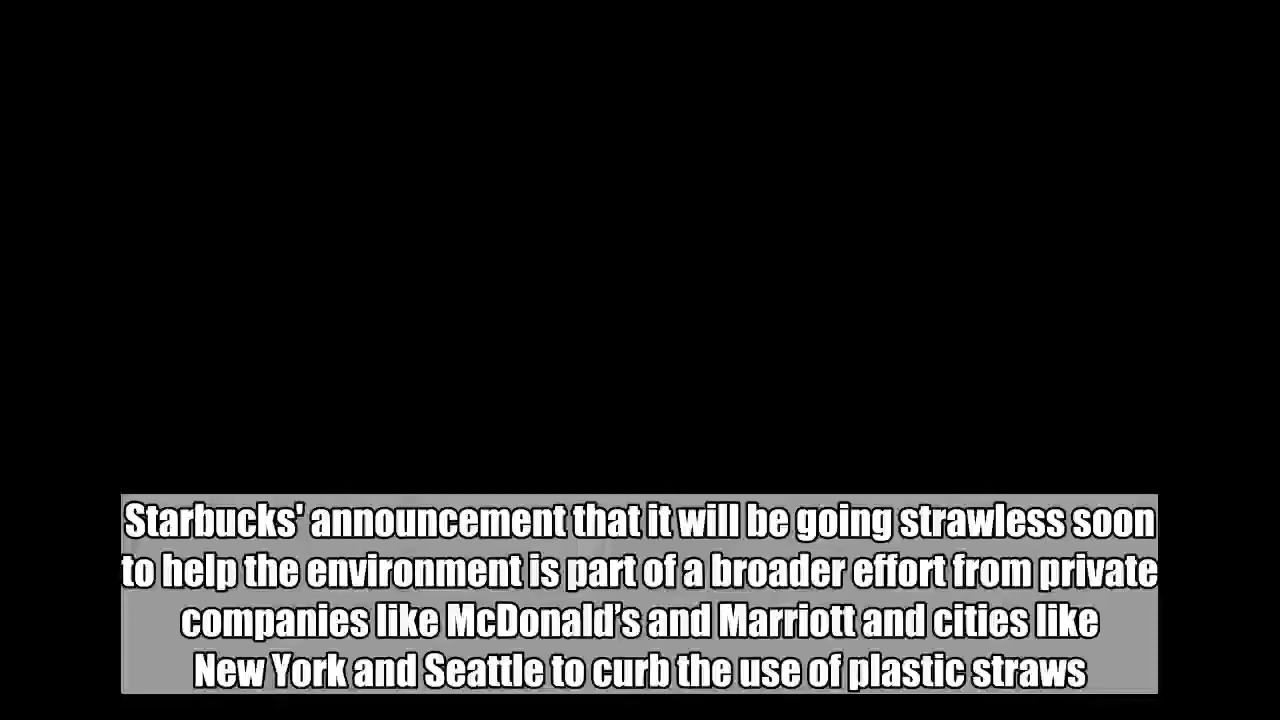 Starbucks' announcement that it will be going strawless soon
to help the environment is part of a broader effort from private
companies like McDonald’s and Marriott and cities like
New York and Seattle to curb the use of plastic straws